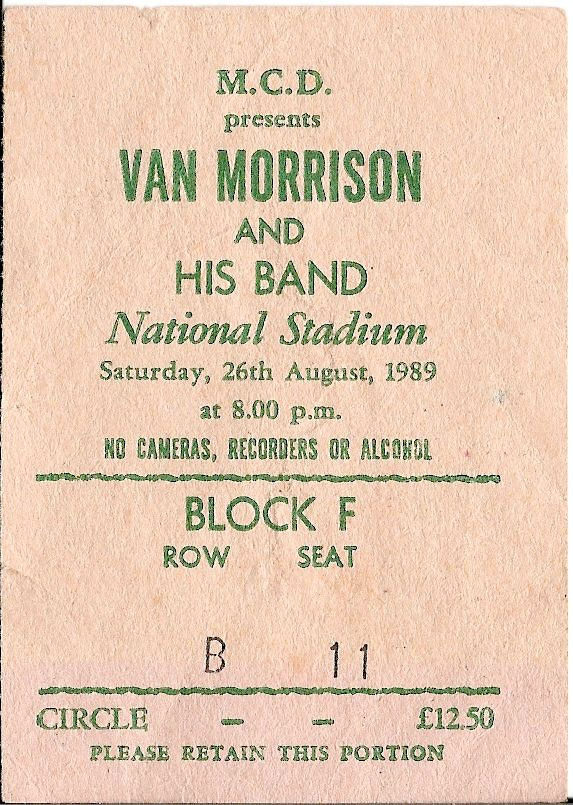 M.C.D.
presents
VAN MORRISON
AND
HIS BAND
National Stadium
Saturday, 26th August, 1989
at 8.00 p.m.
NO CAMERAS, RECORDERS OR ALCOHOL
BLOCK F
ROW SEAT
B 11
CIRCLE – – £12.50
PLEASE RETAIN THIS PORTION